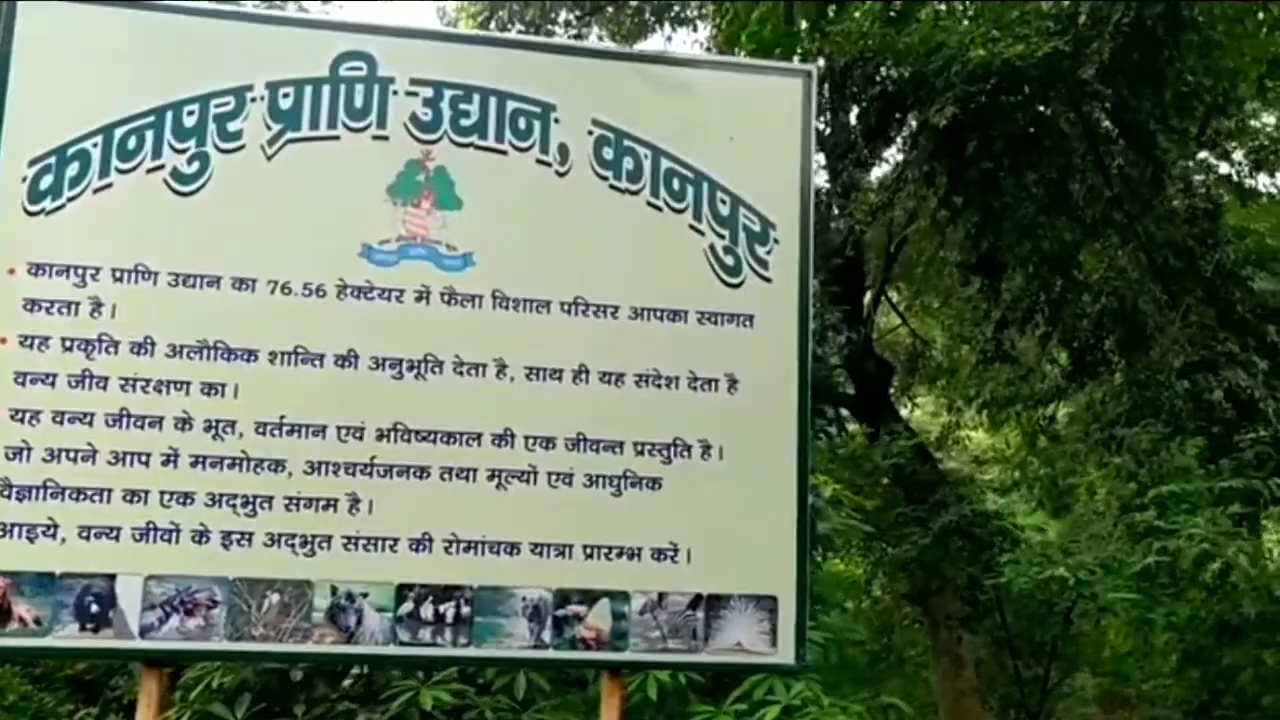 कानपुर प्राणि उद्यान, कानपुर
• कानपुर प्राणि उद्यान का 76.56 हेक्टेयर में फैला विशाल परिसर आपका स्वागत
करता है।
• यह प्रकृति की अलौकिक शान्ति की अनुभूति देता है, साथ ही यह संदेश देता है
वन्य जीव संरक्षण का।
यह वन्य जीवन के भूत, वर्तमान एवं भविष्यकाल की एक जीवन्त प्रस्तुति है।
जो अपने आप में मनमोहक, आश्चर्यजनक तथा मूल्यों एवं आधुनिक
वैज्ञानिकता का एक अद्‌भुत संगम है।
आइये, वन्य जीवों के इस अद्‌भुत संसार की रोमांचक यात्रा प्रारम्भ करें।